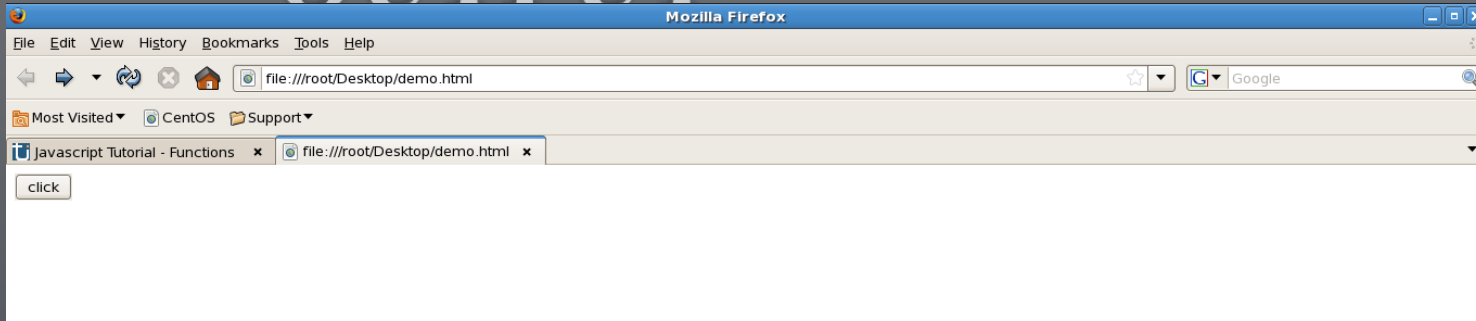 Mozilla Firefox
File Edit View History Bookmarks Tools Help
file:///root/Desktop/demo.html G Google
Most Visited CentOS Support
Javascript Tutorial - Functions file:///root/Desktop/demo.html
click